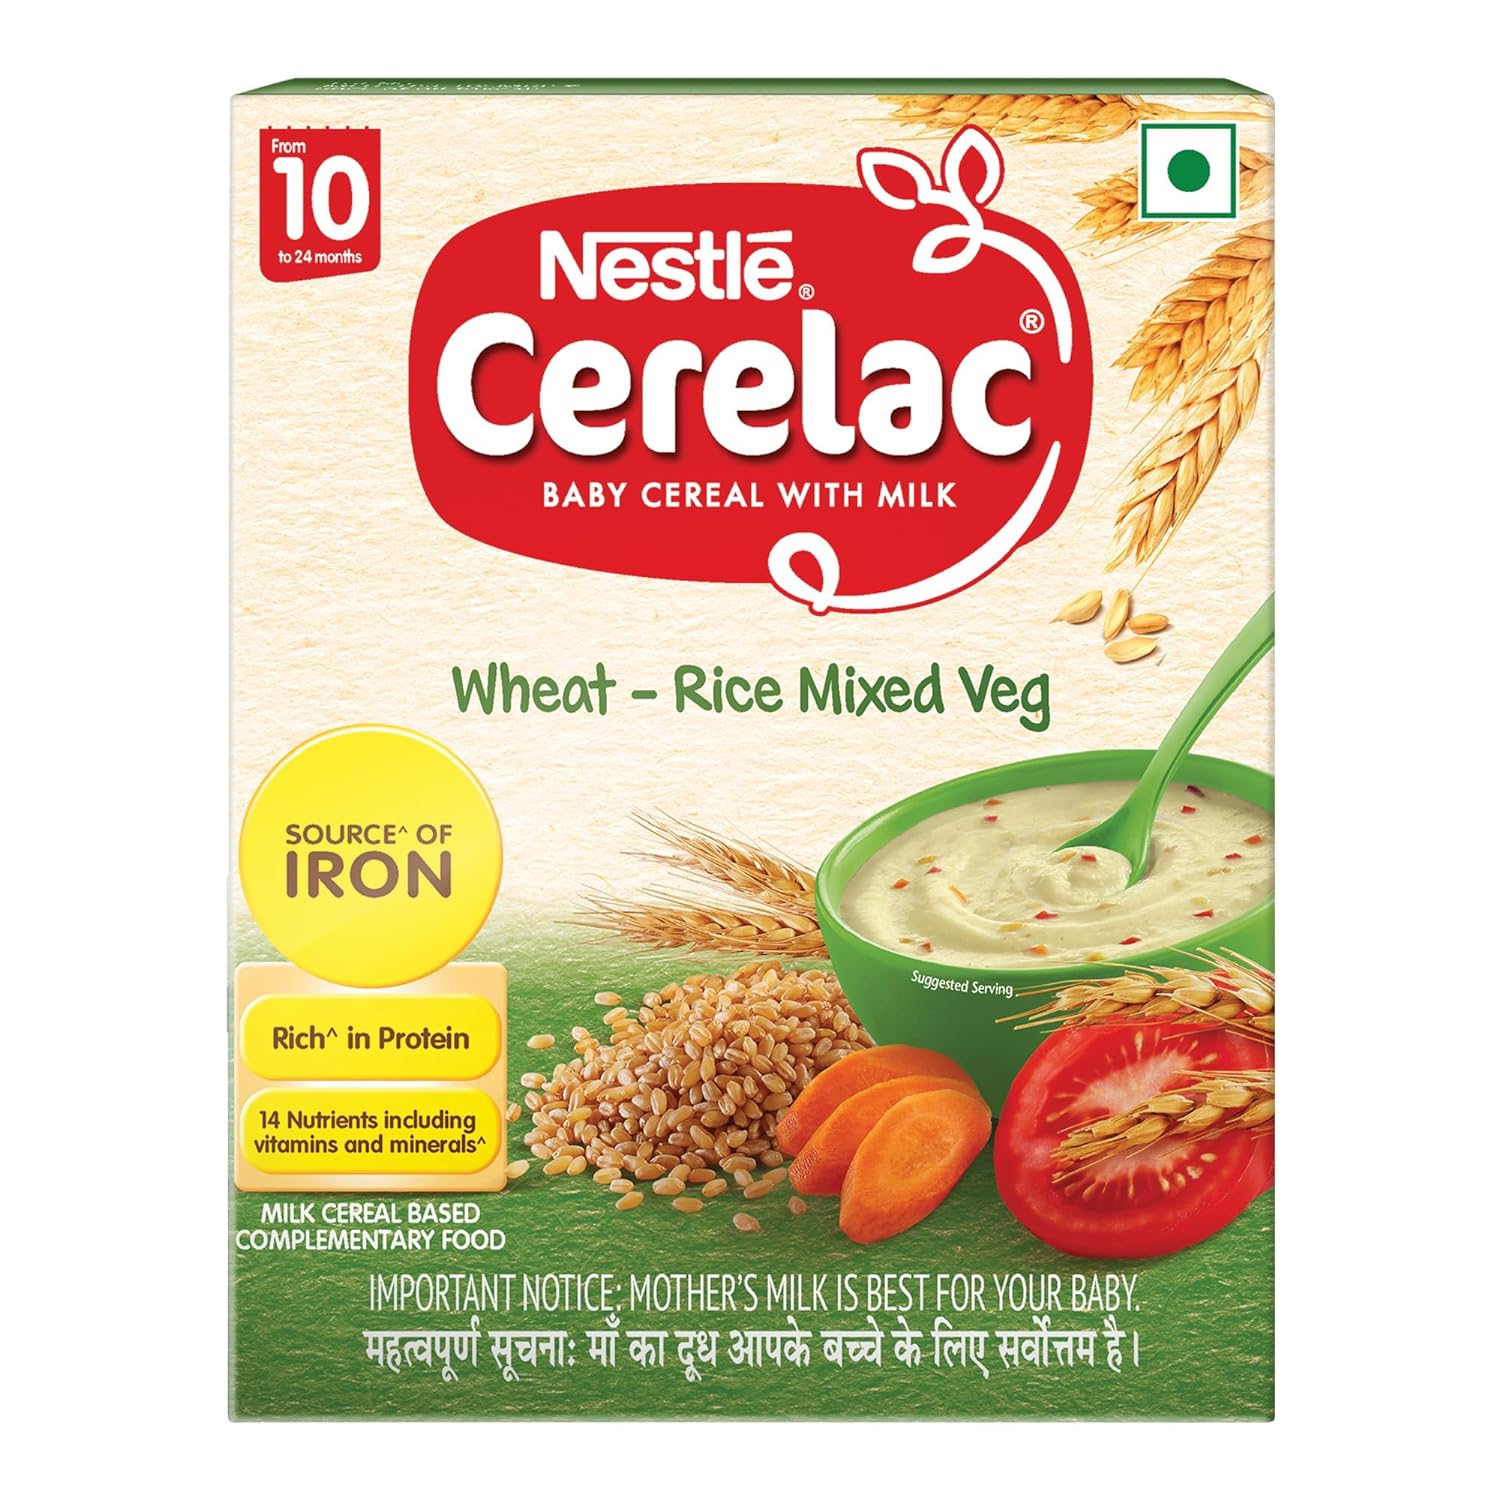 From
10
to 24 months
Nestlé®
Cerelac®
BABY CEREAL WITH MILK
Wheat - Rice Mixed Veg
SOURCE^ OF
IRON
Suggested Serving
Rich^ in Protein
14 Nutrients including
vitamins and minerals^
MILK CEREAL BASED
COMPLEMENTARY FOOD
IMPORTANT NOTICE: MOTHER'S MILK IS BEST FOR YOUR BABY.
महत्वपूर्ण सूचना: माँ का दूध आपके बच्चे के लिए सर्वोत्तम है।